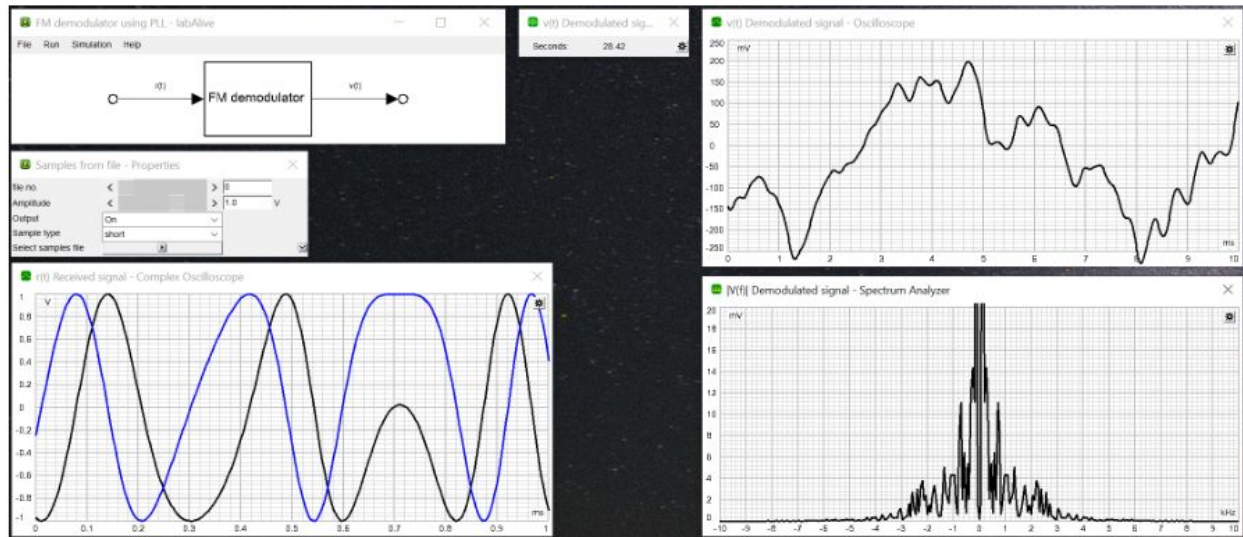 FM demodulator using PLL - labAlive
File Run Simulation Help
r(t)
FM demodulator
v(t)
Samples from file - Properties
file no. < > 0
Amplitude < > 1.0 V
Output On
Sample type short
Select samples file
v(t) Demodulated sig...
Seconds: 28.42
v(t) Demodulated signal - Oscilloscope
mV
250
200
150
100
50
0
-50
-100
-150
-200
-250
0 1 2 3 4 5 6 7 8 9 10
ms
r(t) Received signal - Complex Oscilloscope
V
1
0.8
0.6
0.4
0.2
0
-0.2
-0.4
-0.6
-0.8
-1
0 0.1 0.2 0.3 0.4 0.5 0.6 0.7 0.8 0.9 1
ms
|V(f)| Demodulated signal - Spectrum Analyzer
mV
20
18
16
14
12
10
8
6
4
2
0
-10 -9 -8 -7 -6 -5 -4 -3 -2 -1 0 1 2 3 4 5 6 7 8 9 10
kHz